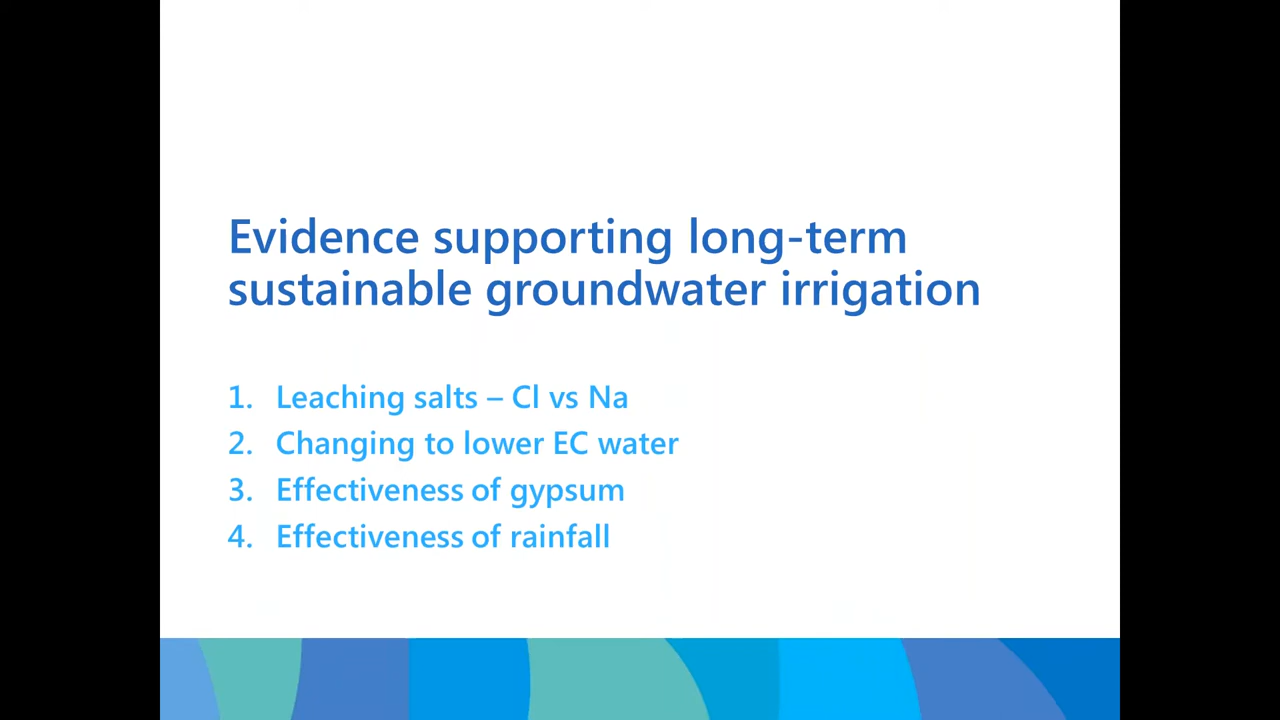 Evidence supporting long-term
sustainable groundwater irrigation
1. Leaching salts – Cl vs Na
2. Changing to lower EC water
3. Effectiveness of gypsum
4. Effectiveness of rainfall